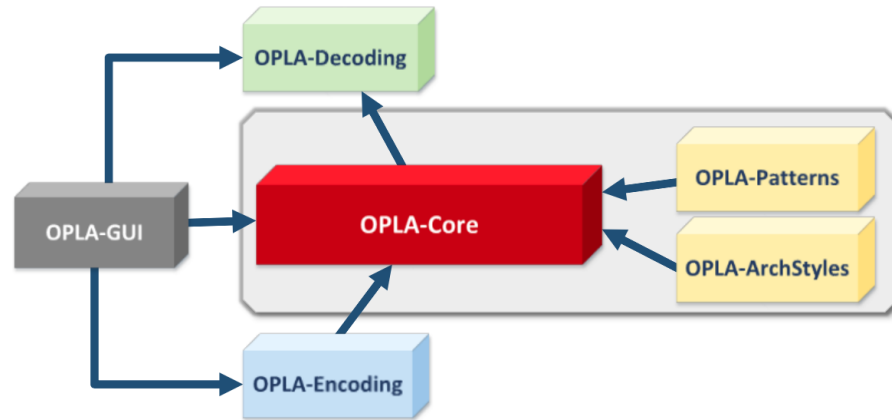 OPLA-Decoding
OPLA-Patterns
OPLA-GUI
OPLA-Core
OPLA-ArchStyles
OPLA-Encoding